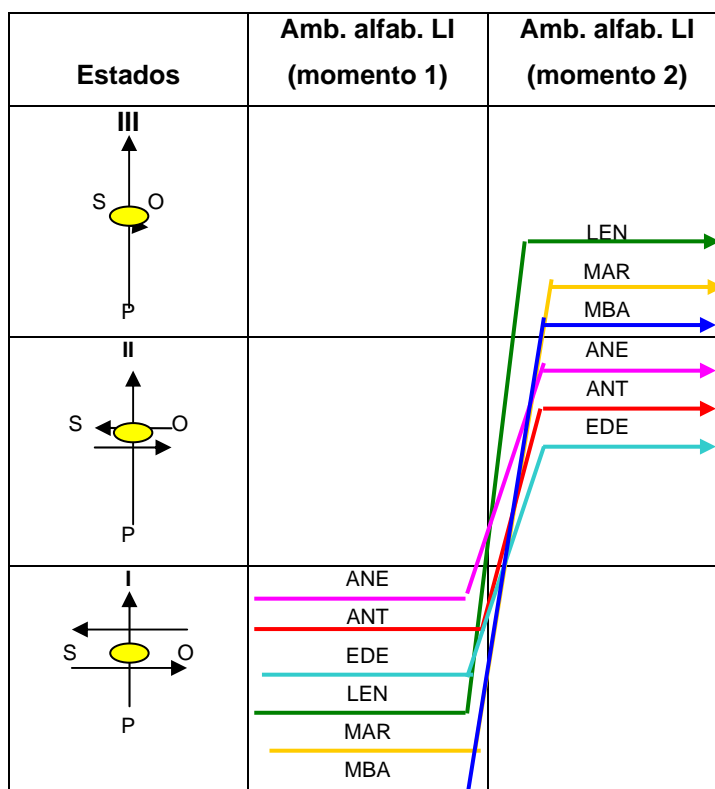 Estados
Amb. alfab. LI
(momento 1)
Amb. alfab. LI
(momento 2)
III
S O
P
LEN
MAR
MBA
II
S O
P
ANE
ANT
EDE
I
S O
P
ANE
ANT
EDE
LEN
MAR
MBA